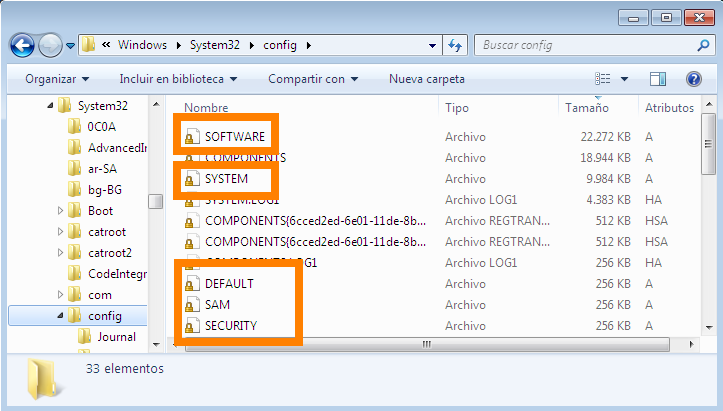 Windows System32 config Buscar config
Organizar Incluir en biblioteca Compartir con Nueva carpeta
System32
0C0A
AdvancedIn
ar-SA
bg-BG
Boot
catroot
catroot2
CodeIntegr
com
config
Journal
Nombre Tipo Tamaño Atributos
SOFTWARE Archivo 22.272 KB A
COMPONENTS Archivo 18.944 KB A
SYSTEM Archivo 9.984 KB A
SYSTEM.LOG1 Archivo LOG1 4.383 KB HA
COMPONENTS{6cced2ed-6e01-11de-8b... Archivo REGTRAN... 512 KB HSA
COMPONENTS{6cced2ed-6e01-11de-8b... Archivo REGTRAN... 512 KB HSA
COMPONENTS.LOG1 Archivo LOG1 256 KB HA
DEFAULT Archivo 256 KB A
SAM Archivo 256 KB A
SECURITY Archivo 256 KB A
33 elementos